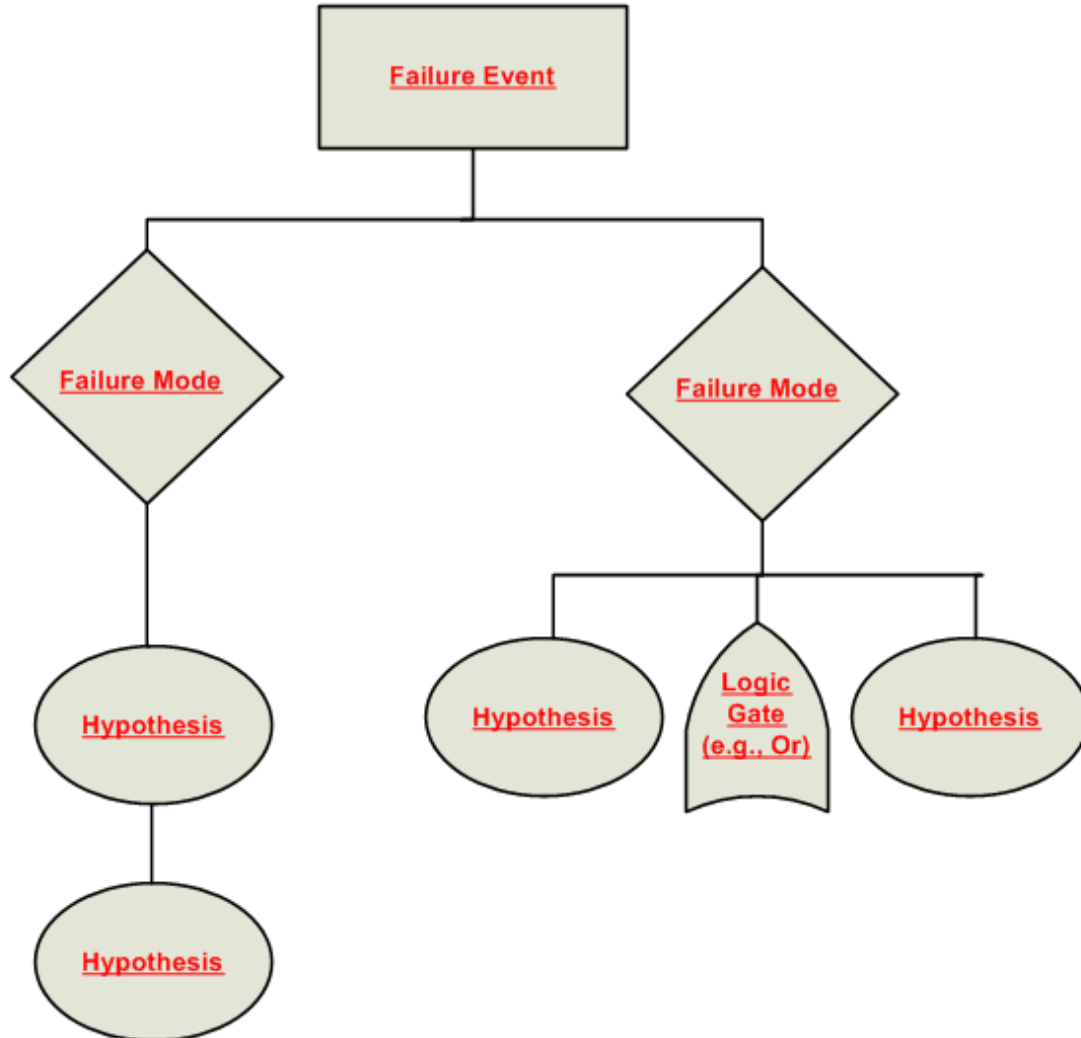 Failure Event
Failure Mode
Failure Mode
Hypothesis
Hypothesis
Logic
Gate
(e.g., Or)
Hypothesis
Hypothesis